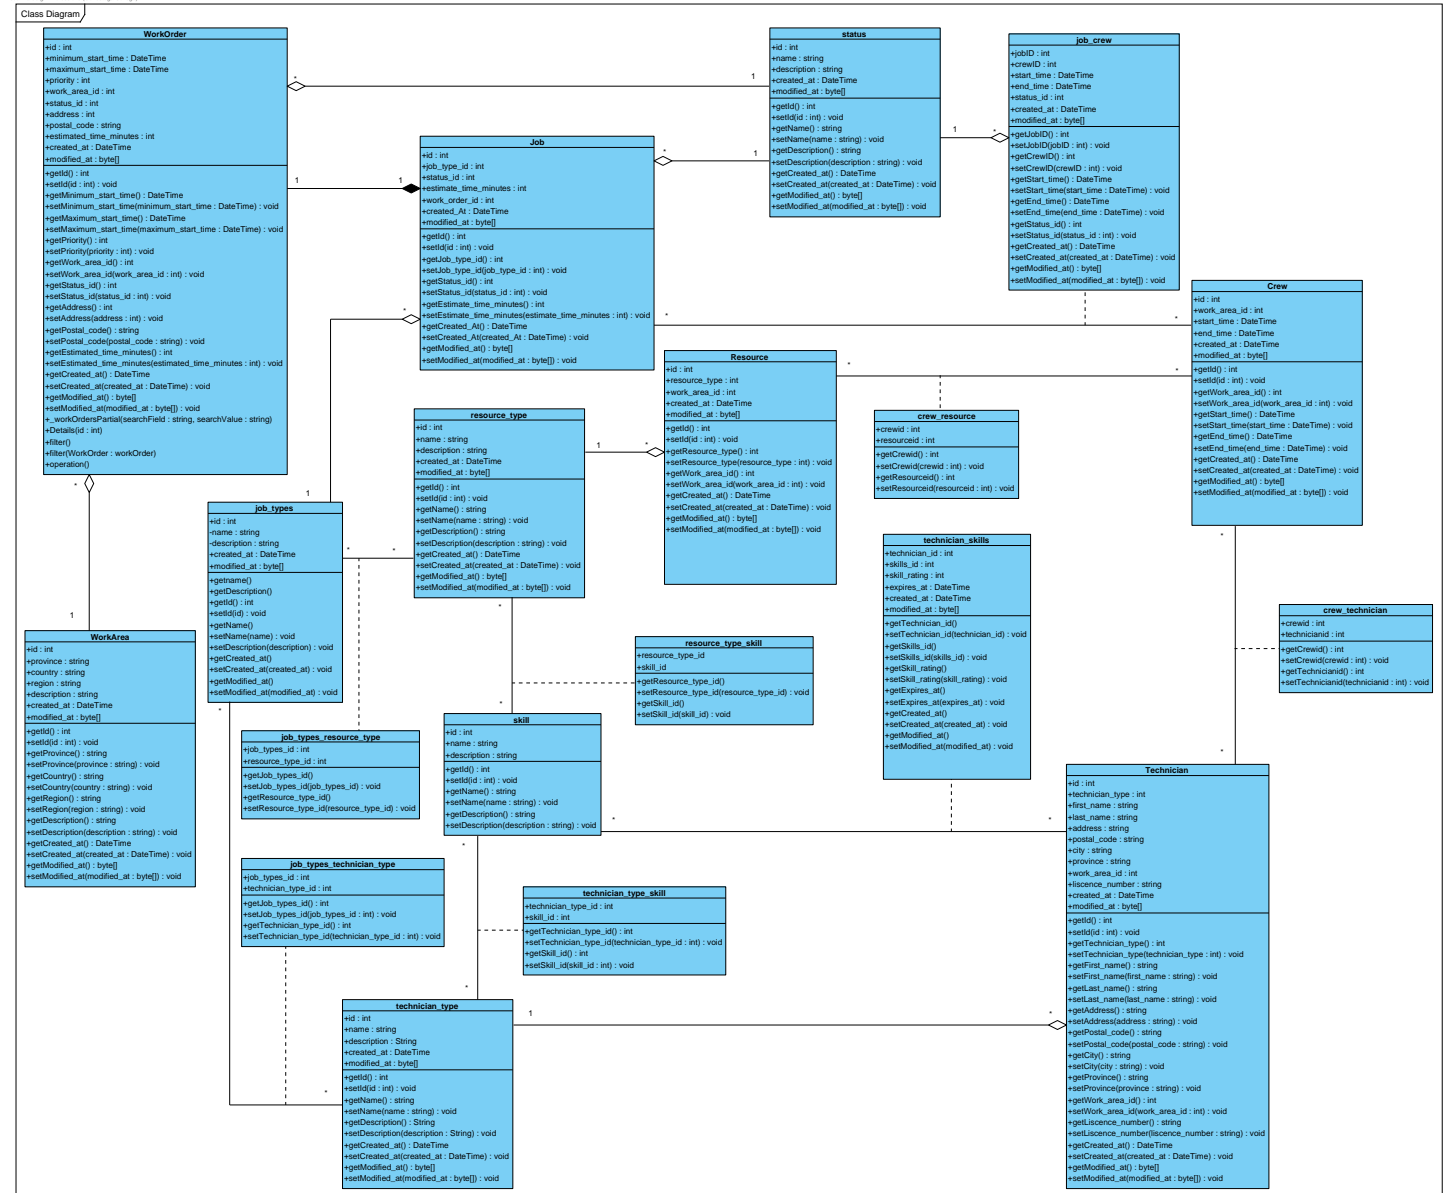 Class Diagram
WorkOrder
+id : int
+minimum_start_time : DateTime
+maximum_start_time : DateTime
+priority : int
+work_area_id : int
+status_id : int
+address : int
+postal_code : string
+estimated_time_minutes : int
+created_at : DateTime
+modified_at : byte[]
+getId() : int
+setId(id : int) : void
+getMinimum_start_time() : DateTime
+setMinimum_start_time(minimum_start_time : DateTime) : void
+getMaximum_start_time() : DateTime
+setMaximum_start_time(maximum_start_time : DateTime) : void
+getPriority() : int
+setPriority(priority : int) : void
+getWork_area_id() : int
+setWork_area_id(work_area_id : int) : void
+getStatus_id() : int
+setStatus_id(status_id : int) : void
+getAddress() : int
+setAddress(address : int) : void
+getPostal_code() : string
+setPostal_code(postal_code : string) : void
+getEstimated_time_minutes() : int
+setEstimated_time_minutes(estimated_time_minutes : int) : void
+getCreated_at() : DateTime
+setCreated_at(created_at : DateTime) : void
+getModified_at() : byte[]
+setModified_at(modified_at : byte[]) : void
+_workOrdersPartial(searchField : string, searchValue : string)
+Details(id : int)
+filter()
+filter(WorkOrder : workOrder)
+operation()
*
1
status
+id : int
+name : string
+description : string
+created_at : DateTime
+modified_at : byte[]
+getId() : int
+setId(id : int) : void
+getName() : string
+setName(name : string) : void
+getDescription() : string
+setDescription(description : string) : void
+getCreated_at() : DateTime
+setCreated_at(created_at : DateTime) : void
+getModified_at() : byte[]
+setModified_at(modified_at : byte[]) : void
1
*
job_crew
+jobID : int
+crewID : int
+start_time : DateTime
+end_time : DateTime
+status_id : int
+created_at : DateTime
+modified_at : byte[]
+getJobID() : int
+setJobID(jobID : int) : void
+getCrewID() : int
+setCrewID(crewID : int) : void
+getStart_time() : DateTime
+setStart_time(start_time : DateTime) : void
+getEnd_time() : DateTime
+setEnd_time(end_time : DateTime) : void
+getStatus_id() : int
+setStatus_id(status_id : int) : void
+getCreated_at() : DateTime
+setCreated_at(created_at : DateTime) : void
+getModified_at() : byte[]
+setModified_at(modified_at : byte[]) : void
1
1
Job
+id : int
+job_type_id : int
+status_id : int
+estimate_time_minutes : int
+work_order_id : int
+created_At : DateTime
+modified_at : byte[]
+getId() : int
+setId(id : int) : void
+getJob_type_id() : int
+setJob_type_id(job_type_id : int) : void
+getStatus_id() : int
+setStatus_id(status_id : int) : void
+getEstimate_time_minutes() : int
+setEstimate_time_minutes(estimate_time_minutes : int) : void
+getCreated_At() : DateTime
+setCreated_At(created_At : DateTime) : void
+getModified_at() : byte[]
+setModified_at(modified_at : byte[]) : void
*
1
*
*
*
Crew
+id : int
+work_area_id : int
+start_time : DateTime
+end_time : DateTime
+created_at : DateTime
+modified_at : byte[]
+getId() : int
+setId(id : int) : void
+getWork_area_id() : int
+setWork_area_id(work_area_id : int) : void
+getStart_time() : DateTime
+setStart_time(start_time : DateTime) : void
+getEnd_time() : DateTime
+setEnd_time(end_time : DateTime) : void
+getCreated_at() : DateTime
+setCreated_at(created_at : DateTime) : void
+getModify() : byte[]
+setModified_at(modified_at : byte[]) : void
Resource
+id : int
+resource_type : int
+work_area_id : int
+created_at : DateTime
+modified_at : byte[]
+getId() : int
+setId(id : int) : void
+getResource_type() : int
+setResource_type(resource_type : int) : void
+getWork_area_id() : int
+setWork_area_id(work_area_id : int) : void
+getCreated_at() : DateTime
+setCreated_at(created_at : DateTime) : void
+getModified_at() : byte[]
+setModified_at(modified_at : byte[]) : void
*
*
crew_resource
+crewid : int
+resourceid : int
+getCrewid() : int
+setCrewid(crewid : int) : void
+getResourceid() : int
+setResourceid(resourceid : int) : void
resource_type
+id : int
+name : string
+description : string
+created_at : DateTime
+modified_at : byte[]
+getId() : int
+setId(id : int) : void
+getName() : string
+setName(name : string) : void
+getDescription() : string
+setDescription(description : string) : void
+getCreated_at() : DateTime
+setCreated_at(created_at : DateTime) : void
+getModified_at() : byte[]
+setModified_at(modified_at : byte[]) : void
1
*
1
job_types
+id : int
-name : string
-description : string
+created_at : DateTime
+modified_at : byte[]
+getname()
+getDescription()
+getId() : int
+setId(id) : void
+getName()
+setName(name) : void
+setDescription(description) : void
+getCreated_at()
+setCreated_at(created_at) : void
+getModified_at()
+setModified_at(modified_at) : void
*
*
*
1
WorkArea
+id : int
+province : string
+country : string
+region : string
+description : string
+created_at : DateTime
+modified_at : byte[]
+getId() : int
+setId(id : int) : void
+getProvince() : string
+setProvince(province : string) : void
+getCountry() : string
+setCountry(country : string) : void
+getRegion() : string
+setRegion(region : string) : void
+getDescription() : string
+setDescription(description : string) : void
+getCreated_at() : DateTime
+setCreated_at(created_at : DateTime) : void
+getModified_at() : byte[]
+setModified_at(modified_at : byte[]) : void
technician_skills
+technician_id : int
+skills_id : int
+skill_rating : int
+expires_at : DateTime
+created_at : DateTime
+modified_at : byte[]
+getTechnician_id()
+setTechnician_id(technician_id) : void
+getSkills_id()
+setSkills_id(skills_id) : void
+getSkill_rating()
+setSkill_rating(skill_rating) : void
+getExpires_at()
+setExpires_at(expires_at) : void
+getCreated_at()
+setCreated_at(created_at) : void
+getModified_at()
+setModified_at(modified_at) : void
*
*
crew_technician
+crewid : int
+technicianid : int
+getCrewid() : int
+setCrewid(crewid : int) : void
+getTechnicianid() : int
+setTechnicianid(technicianid : int) : void
*
*
resource_type_skill
+resource_type_id
+skill_id
+getResource_type_id()
+setResource_type_id(resource_type_id) : void
+getSkill_id()
+setSkill_id(skill_id) : void
job_types_resource_type
+job_types_id : int
+resource_type_id : int
+getJob_types_id()
+setJob_types_id(job_types_id) : void
+getResource_type_id()
+setResource_type_id(resource_type_id) : void
skill
+id : int
+name : string
+description : string
+getId() : int
+setId(id : int) : void
+getName() : string
+setName(name : string) : void
+getDescription() : string
+setDescription(description : string) : void
*
*
*
*
Technician
+id : int
+technician_type : int
+first_name : string
+last_name : string
+address : string
+postal_code : string
+city : string
+province : string
+work_area_id : int
+liscence_number : string
+created_at : DateTime
+modified_at : byte[]
+getId() : int
+setId(id : int) : void
+getTechnician_type() : int
+setTechnician_type(technician_type : int) : void
+getFirst_name() : string
+setFirst_name(first_name : string) : void
+getLast_name() : string
+setLast_name(last_name : string) : void
+getAddress() : string
+setAddress(address : string) : void
+getPostal_code() : string
+setPostal_code(postal_code : string) : void
+getCity() : string
+setCity(city : string) : void
+getProvince() : string
+setProvince(province : string) : void
+getWork_area_id() : int
+setWork_area_id(work_area_id : int) : void
+getLiscence_number() : string
+setLiscence_number(liscence_number : string) : void
+getCreated_at() : DateTime
+setCreated_at(created_at : DateTime) : void
+getModified_at() : byte[]
+setModified_at(modified_at : byte[]) : void
job_types_technician_type
+job_types_id : int
+technician_type_id : int
+getJob_types_id() : int
+setJob_types_id(job_types_id : int) : void
+getTechnician_type_id() : int
+setTechnician_type_id(technician_type_id : int) : void
technician_type_skill
+technician_type_id : int
+skill_id : int
+getTechnician_type_id() : int
+setTechnician_type_id(technician_type_id : int) : void
+getSkill_id() : int
+setSkill_id(skill_id : int) : void
*
technician_type
+id : int
+name : string
+description : String
+created_at : DateTime
+modified_at : byte[]
+getId() : int
+setId(id : int) : void
+getName() : string
+setName(name : string) : void
+getDescription() : String
+setDescription(description : String) : void
+getCreated_at() : DateTime
+setCreated_at(created_at : DateTime) : void
+getModified_at() : byte[]
+setModified_at(modified_at : byte[]) : void
1
*